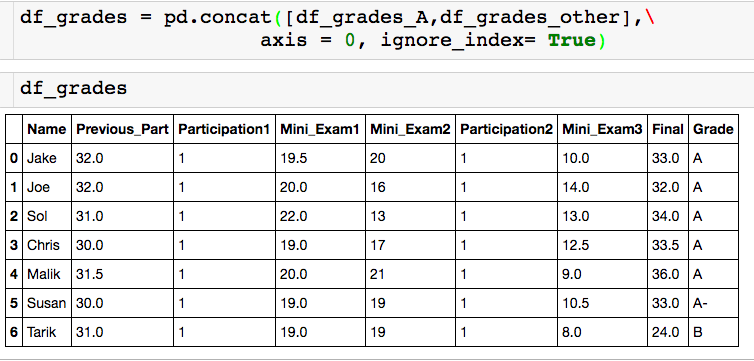 df_grades = pd.concat([df_grades_A,df_grades_other],\
axis = 0, ignore_index= True)
df_grades
Name Previous_Part Participation1 Mini_Exam1 Mini_Exam2 Participation2 Mini_Exam3 Final Grade
0 Jake 32.0 1 19.5 20 1 10.0 33.0 A
1 Joe 32.0 1 20.0 16 1 14.0 32.0 A
2 Sol 31.0 1 22.0 13 1 13.0 34.0 A
3 Chris 30.0 1 19.0 17 1 12.5 33.5 A
4 Malik 31.5 1 20.0 21 1 9.0 36.0 A
5 Susan 30.0 1 19.0 19 1 10.5 33.0 A-
6 Tarik 31.0 1 19.0 19 1 8.0 24.0 B